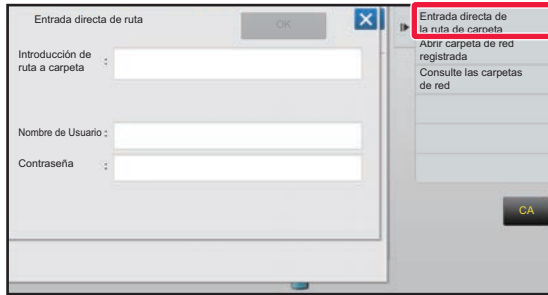 Entrada directa de ruta
OK
Introducción de
ruta a carpeta :
Nombre de Usuario :
Contraseña :
Entrada directa de
la ruta de carpeta
Abrir carpeta de red
registrada
Consulte las carpetas
de red
CA